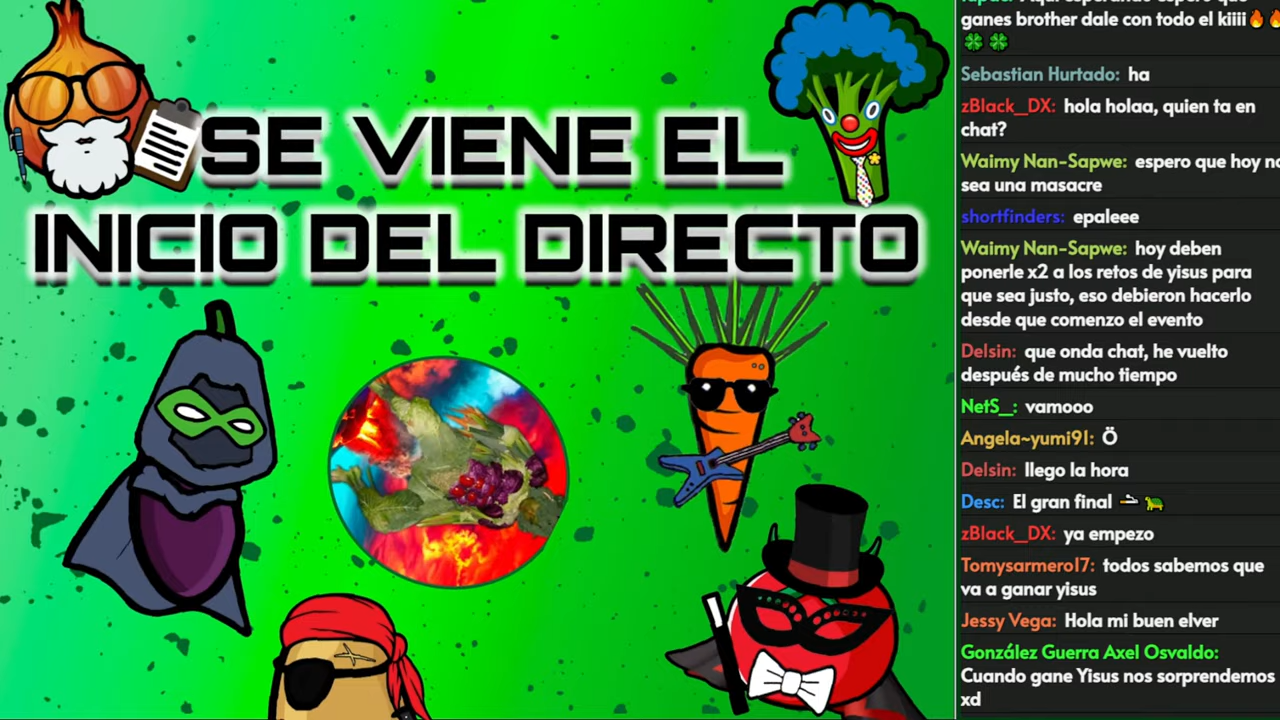 SE VIENE EL
INICIO DEL DIRECTO
ganes brother dale con todo el kiiii🔥🔥
🍀🍀
Sebastian Hurtado: ha
zBlack_DX: hola holaa, quien ta en
chat?
Waimy Nan-Sapwe: espero que hoy no
sea una masacre
shortfinders: epaleee
Waimy Nan-Sapwe: hoy deben
ponerle x2 a los retos de yisus para
que sea justo, eso debieron hacerlo
desde que comenzo el evento
Delsin: que onda chat, he vuelto
después de mucho tiempo
NetS_: vamooo
Angela~yumi91: Ö
Delsin: llego la hora
Desc: El gran final 🚬🐢
zBlack_DX: ya empezo
Tomysarmero17: todos sabemos que
va a ganar yisus
Jessy Vega: Hola mi buen elver
González Guerra Axel Osvaldo:
Cuando gane Yisus nos sorprendemos
xd